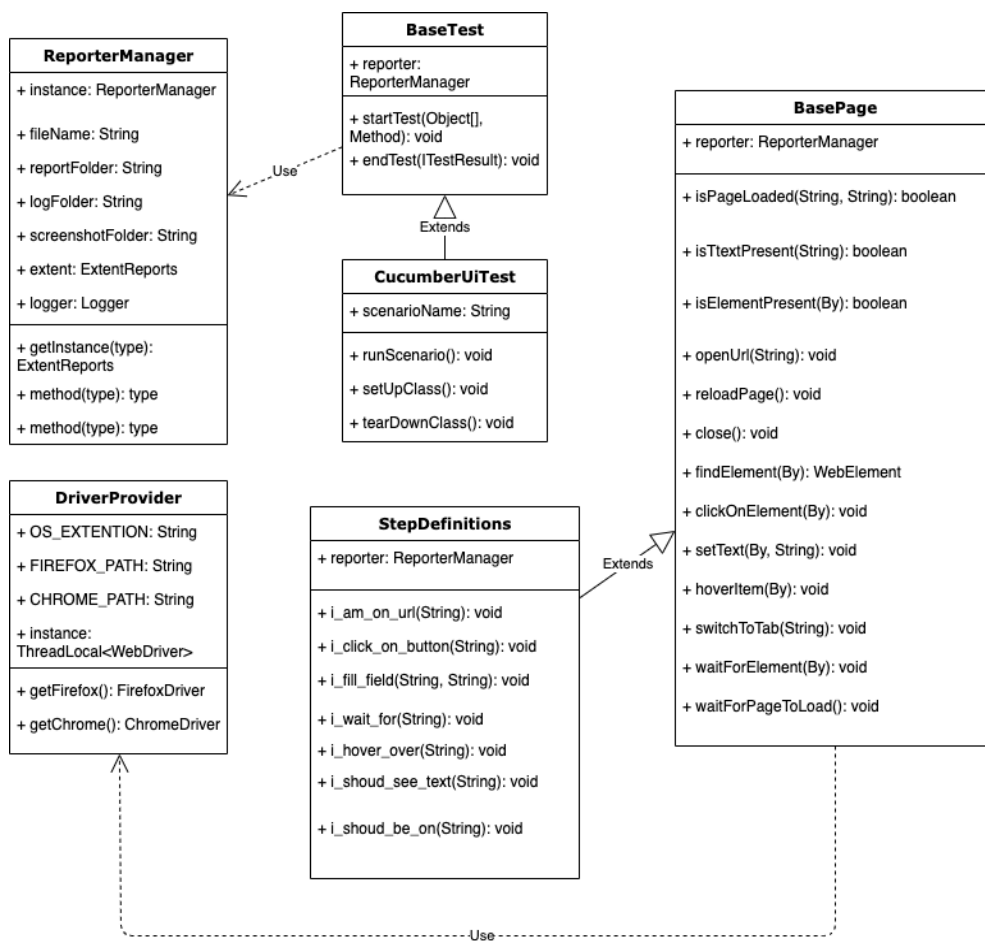 ReporterManager
+ instance: ReporterManager
+ fileName: String
+ reportFolder: String
+ logFolder: String
+ screenshotFolder: String
+ extent: ExtentReports
+ logger: Logger
+ getInstance(type):
ExtentReports
+ method(type): type
+ method(type): type
BaseTest
+ reporter:
ReporterManager
+ startTest(Object[],
Method): void
+ endTest(ITestResult): void
Use
Extends
CucumberUiTest
+ scenarioName: String
+ runScenario(): void
+ setUpClass(): void
+ tearDownClass(): void
BasePage
+ reporter: ReporterManager
+ isPageLoaded(String, String): boolean
+ isTtextPresent(String): boolean
+ isElementPresent(By): boolean
+ openUrl(String): void
+ reloadPage(): void
+ close(): void
+ findElement(By): WebElement
+ clickOnElement(By): void
+ setText(By, String): void
+ hoverItem(By): void
+ switchToTab(String): void
+ waitForElement(By): void
+ waitForPageToLoad(): void
DriverProvider
+ OS_EXTENTION: String
+ FIREFOX_PATH: String
+ CHROME_PATH: String
+ instance:
ThreadLocal<WebDriver>
+ getFirefox(): FirefoxDriver
+ getChrome(): ChromeDriver
StepDefinitions
+ reporter: ReporterManager
+ i_am_on_url(String): void
+ i_click_on_button(String): void
+ i_fill_field(String, String): void
+ i_wait_for(String): void
+ i_hover_over(String): void
+ i_shoud_see_text(String): void
+ i_shoud_be_on(String): void
Extends
Use